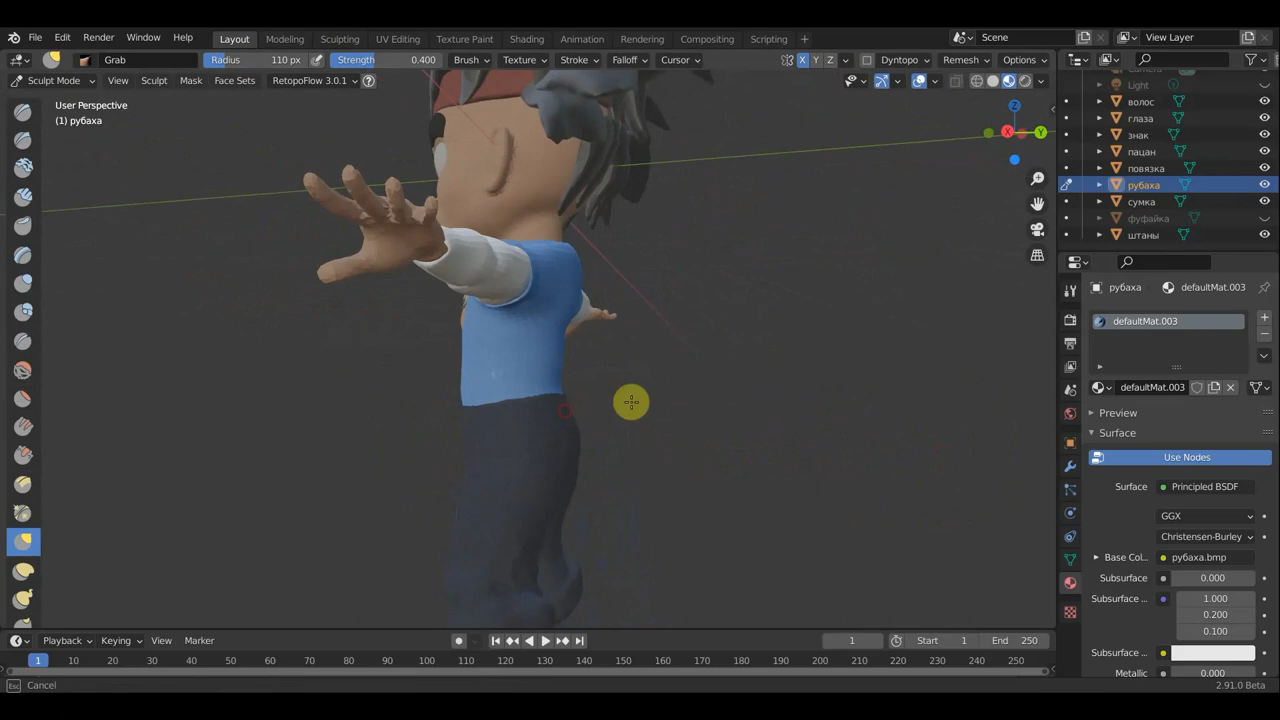 File Edit Render Window Help Layout Modeling Sculpting UV Editing Texture Paint Shading Animation Rendering Compositing Scripting + Scene View Layer
Grab Radius 110 px Strength 0.400 Brush Texture Stroke Falloff Cursor X Y Z Dyntopo Remesh Options
Sculpt Mode View Sculpt Mask Face Sets RetopoFlow 3.0.1 ?
User Perspective
(1) рубаха
Z
X Y
Light
волос
глаза
знак
пацан
повязка
рубаха
сумка
фуфайка
штаны
рубаха defaultMat.003
defaultMat.003
defaultMat.003
Preview
Surface
Use Nodes
Surface Principled BSDF
GGX
Christensen-Burley
Base Col... рубаха.bmp
Subsurface 0.000
Subsurface ... 1.000
0.200
0.100
Subsurface ...
Metallic 0.000
Playback Keying View Marker 1 Start 1 End 250
1 10 20 30 40 50 60 70 80 90 100 110 120 130 140 150 160 170 180 190 200 210 220 230 240 250
Esc Cancel 2.91.0 Beta